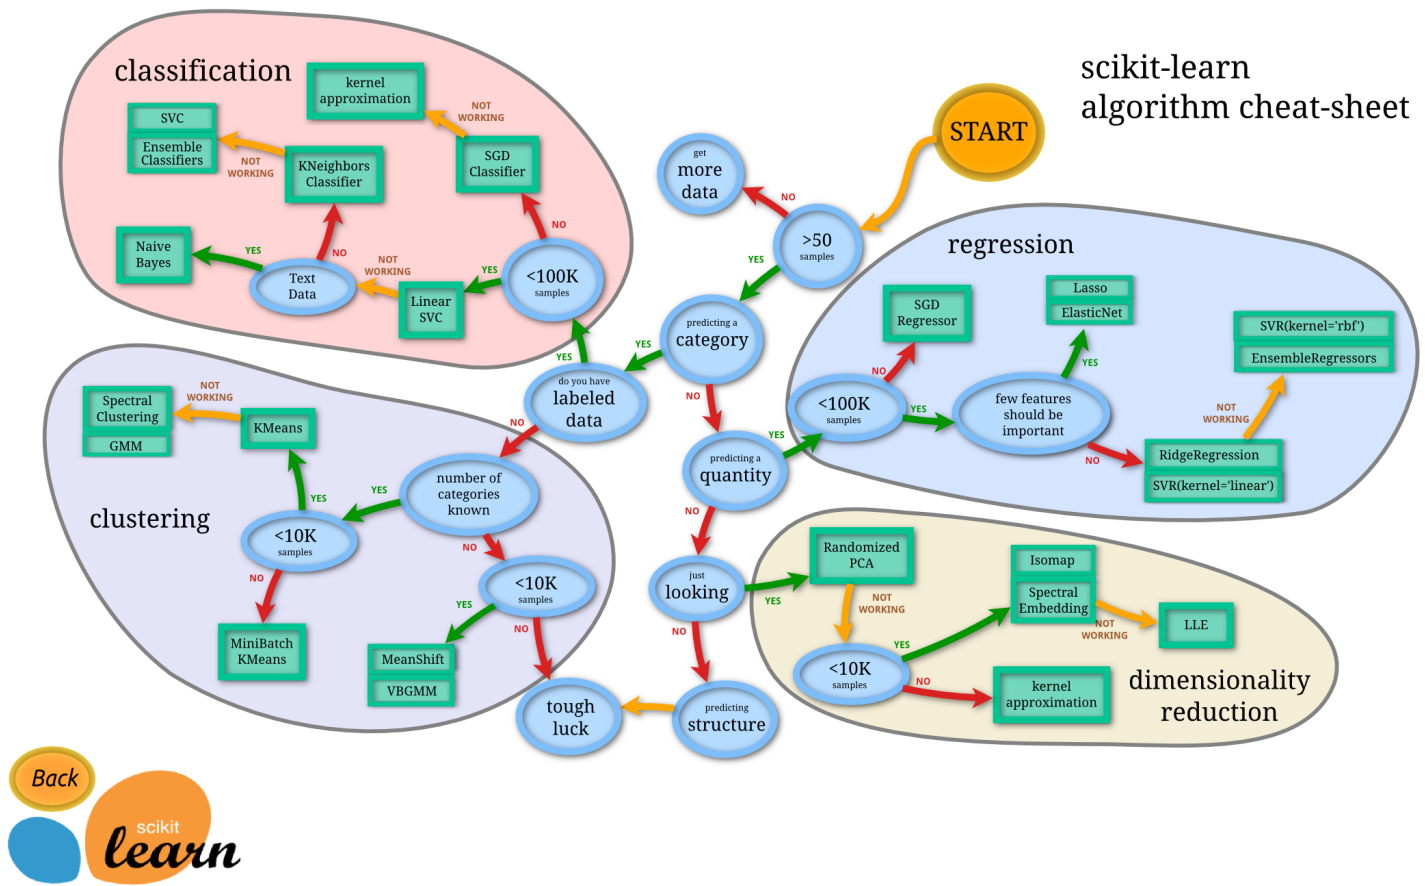 scikit-learn
algorithm cheat-sheet
START
>50
samples
NO
get
more
data
YES
predicting a
category
YES
NO
do you have
labeled
data
YES
NO
classification
<100K
samples
NO
SGD
Classifier
NOT
WORKING
kernel
approximation
YES
Linear
SVC
NOT
WORKING
Text
Data
YES
Naive
Bayes
NO
KNeighbors
Classifier
NOT
WORKING
SVC
Ensemble
Classifiers
clustering
number of
categories
known
YES
<10K
samples
YES
KMeans
NOT
WORKING
Spectral
Clustering
GMM
NO
MiniBatch
KMeans
NO
<10K
samples
YES
MeanShift
VBGMM
NO
tough
luck
predicting a
quantity
YES
NO
regression
<100K
samples
NO
SGD
Regressor
YES
few features
should be
important
YES
Lasso
ElasticNet
NO
RidgeRegression
SVR(kernel='linear')
NOT
WORKING
SVR(kernel='rbf')
EnsembleRegressors
just
looking
YES
NO
predicting
structure
dimensionality
reduction
Randomized
PCA
NOT
WORKING
<10K
samples
YES
Isomap
Spectral
Embedding
NOT
WORKING
LLE
NO
kernel
approximation
Back
scikit
learn